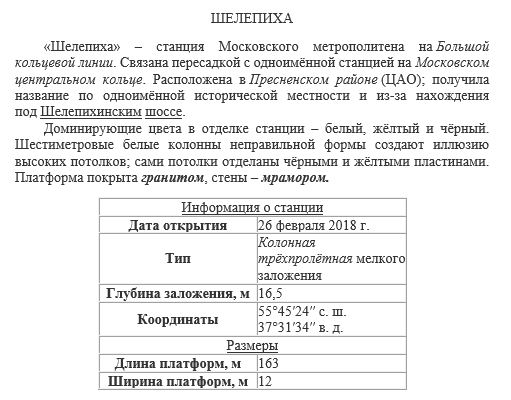 ШЕЛЕПИХА
«Шелепиха» – станция Московского метрополитена на Большой
кольцевой линии. Связана пересадкой с одноимённой станцией на Московском
центральном кольце. Расположена в Пресненском районе (ЦАО); получила
название по одноимённой исторической местности и из-за нахождения
под Шелепихинским шоссе.
Доминирующие цвета в отделке станции – белый, жёлтый и чёрный.
Шестиметровые белые колонны неправильной формы создают иллюзию
высоких потолков; сами потолки отделаны чёрными и жёлтыми пластинами.
Платформа покрыта гранитом, стены – мрамором.
Информация о станции
Дата открытия 26 февраля 2018 г.
Тип Колонная
трёхпролётная мелкого
заложения
Глубина заложения, м 16,5
Координаты 55°45′24″ с. ш.
37°31′34″ в. д.
Размеры
Длина платформ, м 163
Ширина платформ, м 12